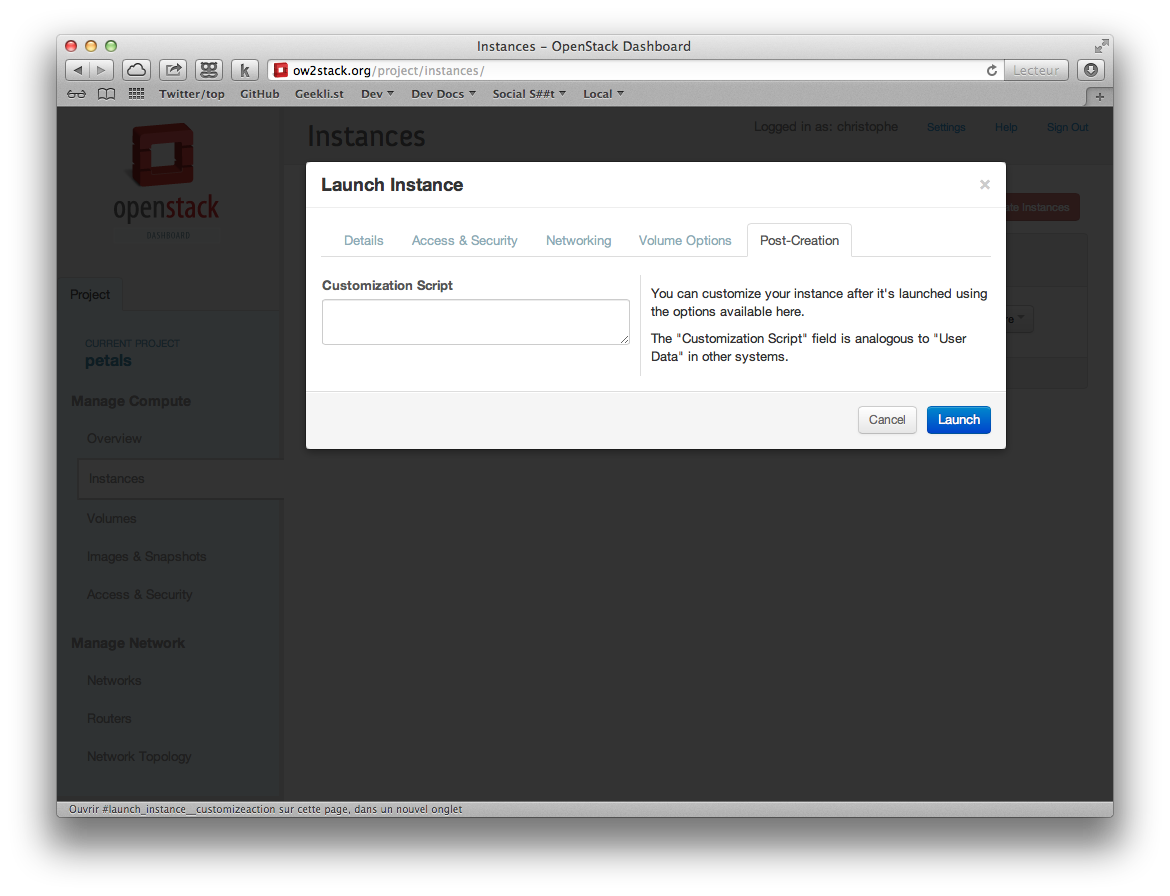 Instances – OpenStack Dashboard
k
ow2stack.org/project/instances/
Lecteur
Twitter/top GitHub Geekli.st Dev Dev Docs Social S##t Local
openstack
DASHBOARD
Instances
Logged in as: christophe Settings Help Sign Out
Launch Instance
×
Instances
Details Access & Security Networking Volume Options Post-Creation
Customization Script
You can customize your instance after it's launched using
the options available here.
The "Customization Script" field is analogous to "User
Data" in other systems.
Cancel Launch
Project
CURRENT PROJECT
petals
Manage Compute
Overview
Instances
Volumes
Images & Snapshots
Access & Security
Manage Network
Networks
Routers
Network Topology
Ouvrir #launch_instance__customizeaction sur cette page, dans un nouvel onglet